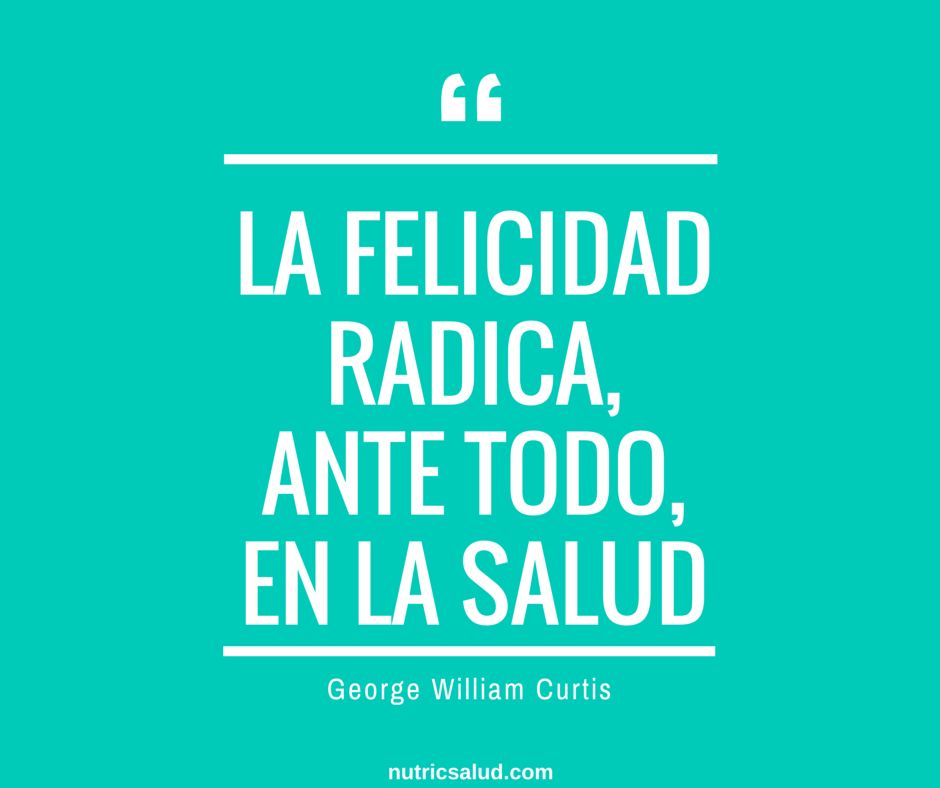 “
LA FELICIDAD
RADICA,
ANTE TODO,
EN LA SALUD
George William Curtis
nutricsalud.com